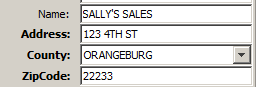 Name: SALLY'S SALES
Address: 123 4TH ST
County: ORANGEBURG
ZipCode: 22233